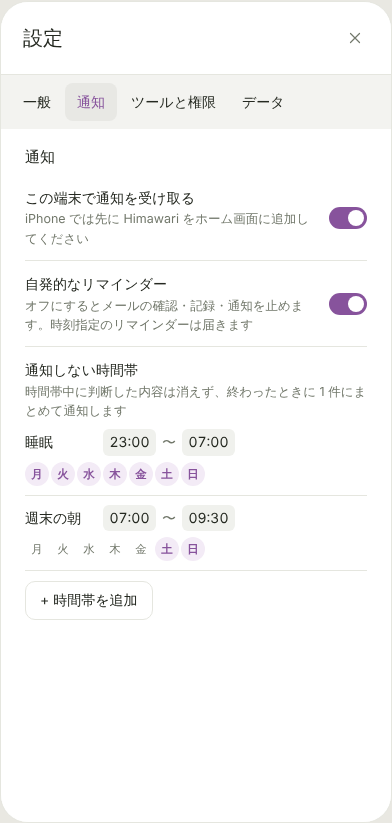 設定
一般 通知 ツールと権限 データ
通知
この端末で通知を受け取る
iPhone では先に Himawari をホーム画面に追加し
てください
自発的なリマインダー
オフにするとメールの確認・記録・通知を止めま
す。時刻指定のリマインダーは届きます
通知しない時間帯
時間帯中に判断した内容は消えず、終わったときに 1 件にま
とめて通知します
睡眠 23:00 〜 07:00
月 火 水 木 金 土 日
週末の朝 07:00 〜 09:30
月 火 水 木 金 土 日
+ 時間帯を追加